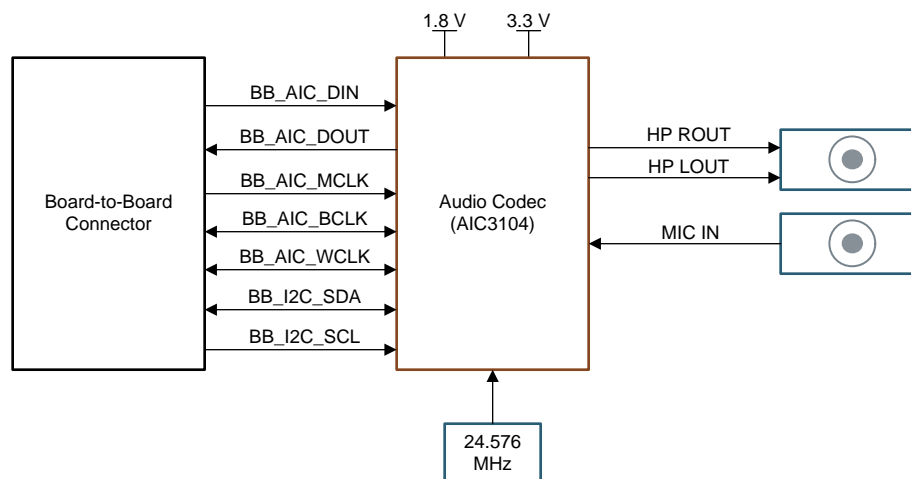 1.8 V
3.3 V
BB_AIC_DIN
BB_AIC_DOUT
BB_AIC_MCLK
BB_AIC_BCLK
BB_AIC_WCLK
BB_I2C_SDA
BB_I2C_SCL
Board-to-Board
Connector
Audio Codec
(AIC3104)
HP ROUT
HP LOUT
MIC IN
24.576
MHz